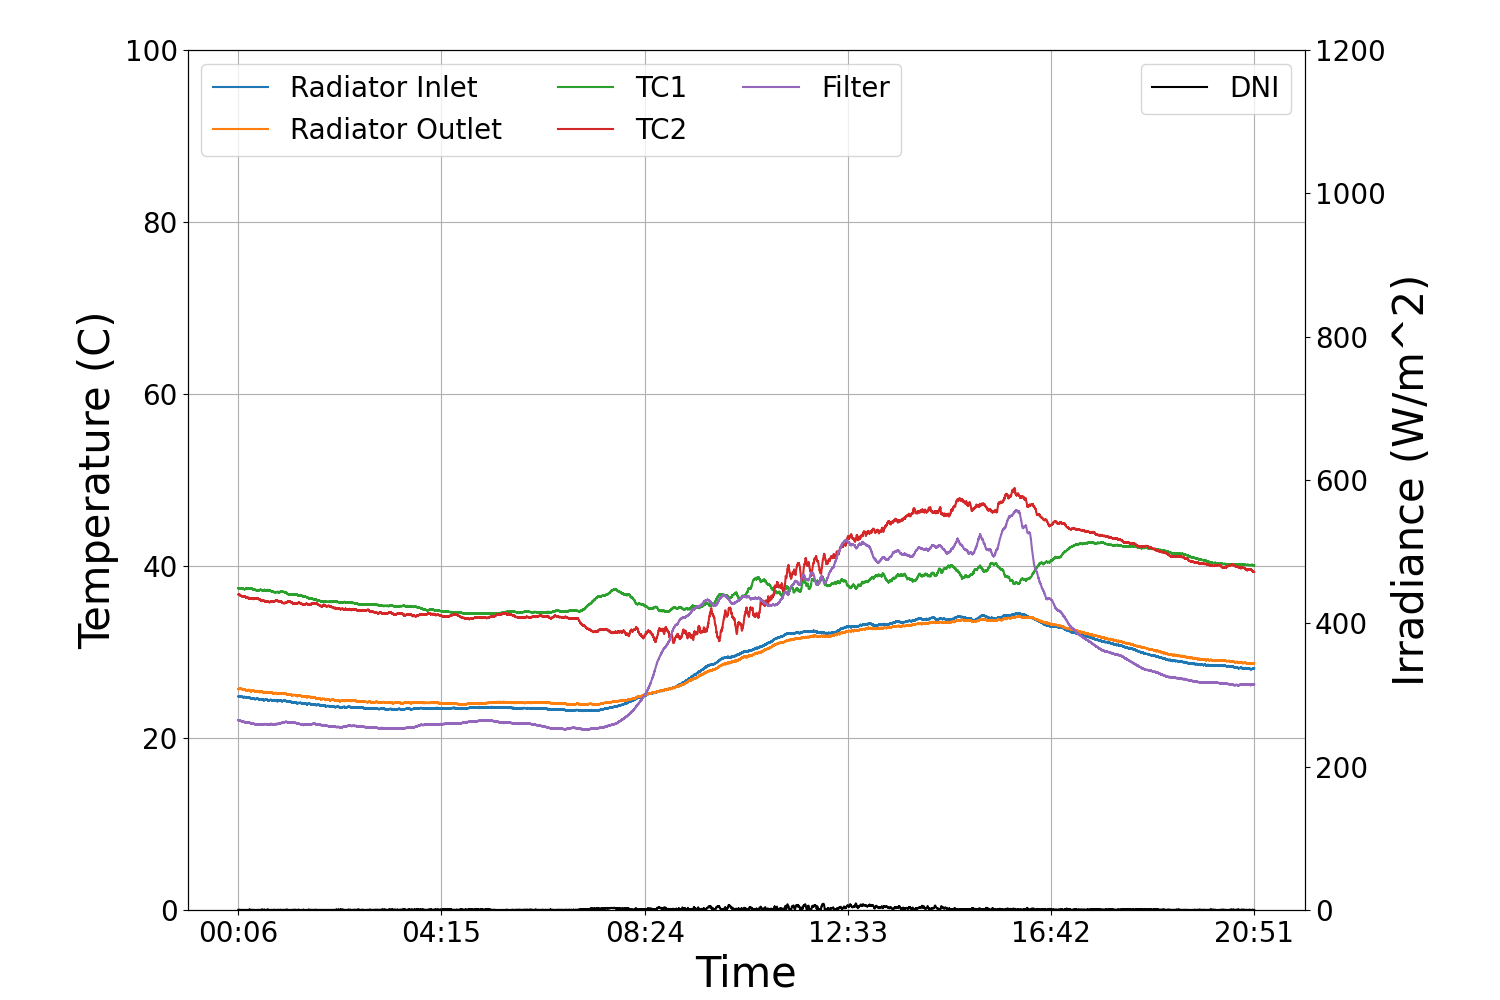 100
80
60
40
20
0
Temperature (C)
Radiator Inlet
Radiator Outlet
TC1
TC2
Filter
DNI
1200
1000
800
600
400
200
0
Irradiance (W/m^2)
00:06 04:15 08:24 12:33 16:42 20:51
Time